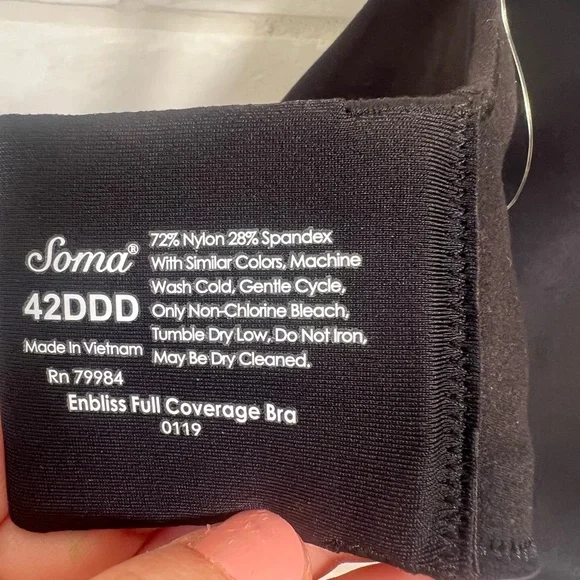 Soma®
42DDD
Made In Vietnam
Rn 79984
72% Nylon 28% Spandex
With Similar Colors, Machine
Wash Cold, Gentle Cycle,
Only Non-Chlorine Bleach,
Tumble Dry Low, Do Not Iron,
May Be Dry Cleaned.
Enbliss Full Coverage Bra
0119